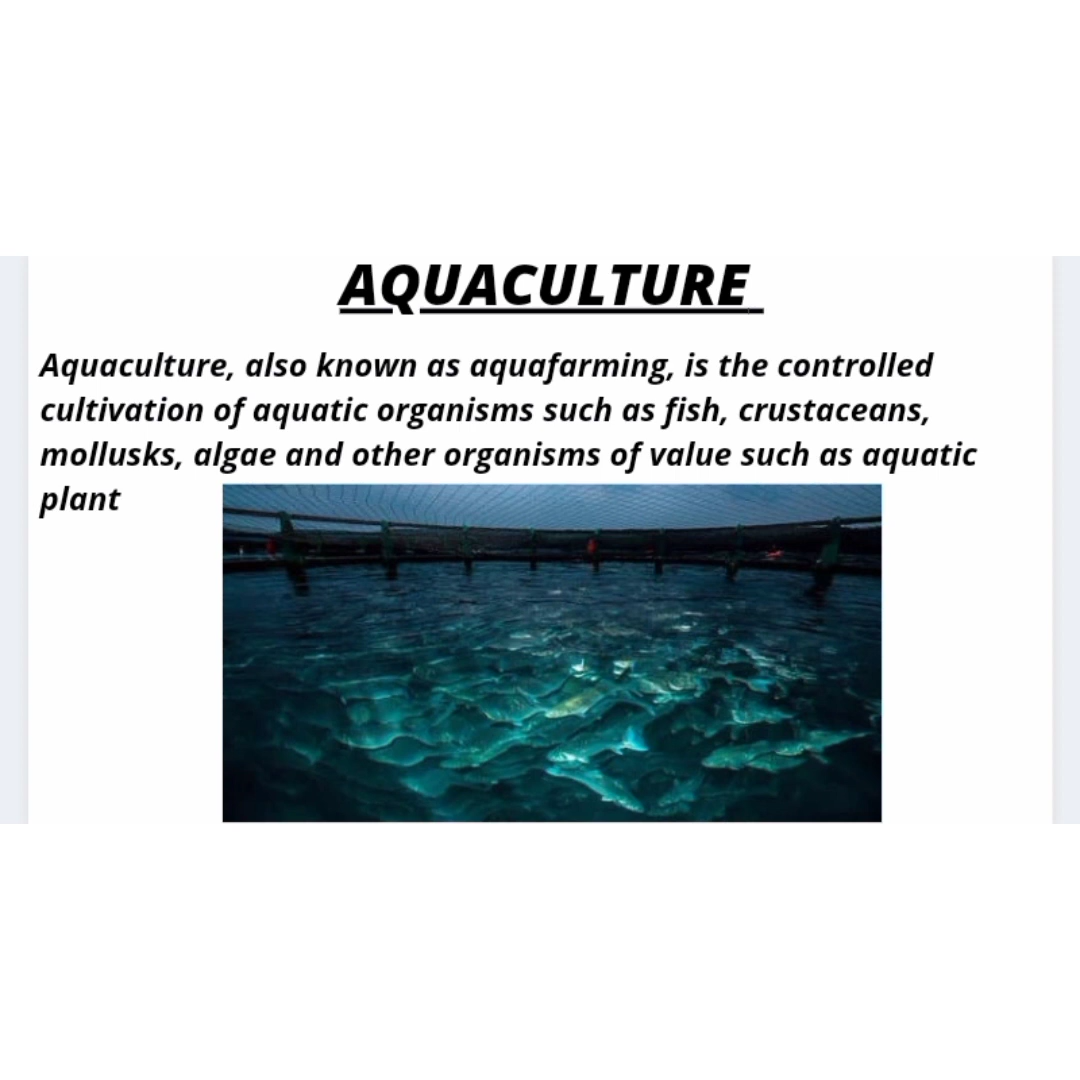 AQUACULTURE
Aquaculture, also known as aquafarming, is the controlled
cultivation of aquatic organisms such as fish, crustaceans,
mollusks, algae and other organisms of value such as aquatic
plant